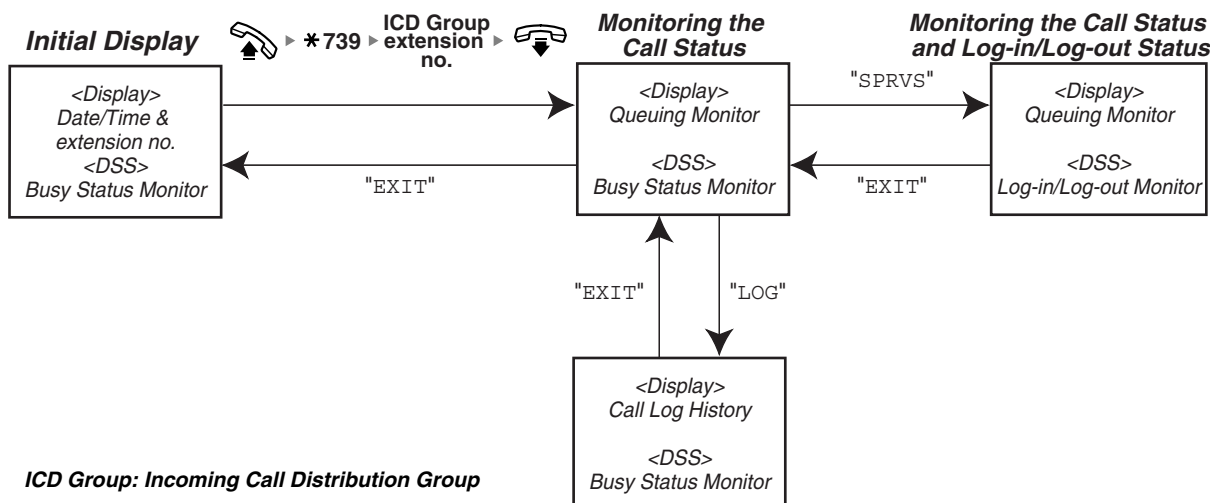 Initial Display
*739
ICD Group
extension
no.
Monitoring the
Call Status
Monitoring the Call Status
and Log-in/Log-out Status
<Display>
Date/Time &
extension no.
<DSS>
Busy Status Monitor
"EXIT"
<Display>
Queuing Monitor
<DSS>
Busy Status Monitor
"SPRVS"
"EXIT"
<Display>
Queuing Monitor
<DSS>
Log-in/Log-out Monitor
"EXIT"
"LOG"
<Display>
Call Log History
<DSS>
Busy Status Monitor
ICD Group: Incoming Call Distribution Group